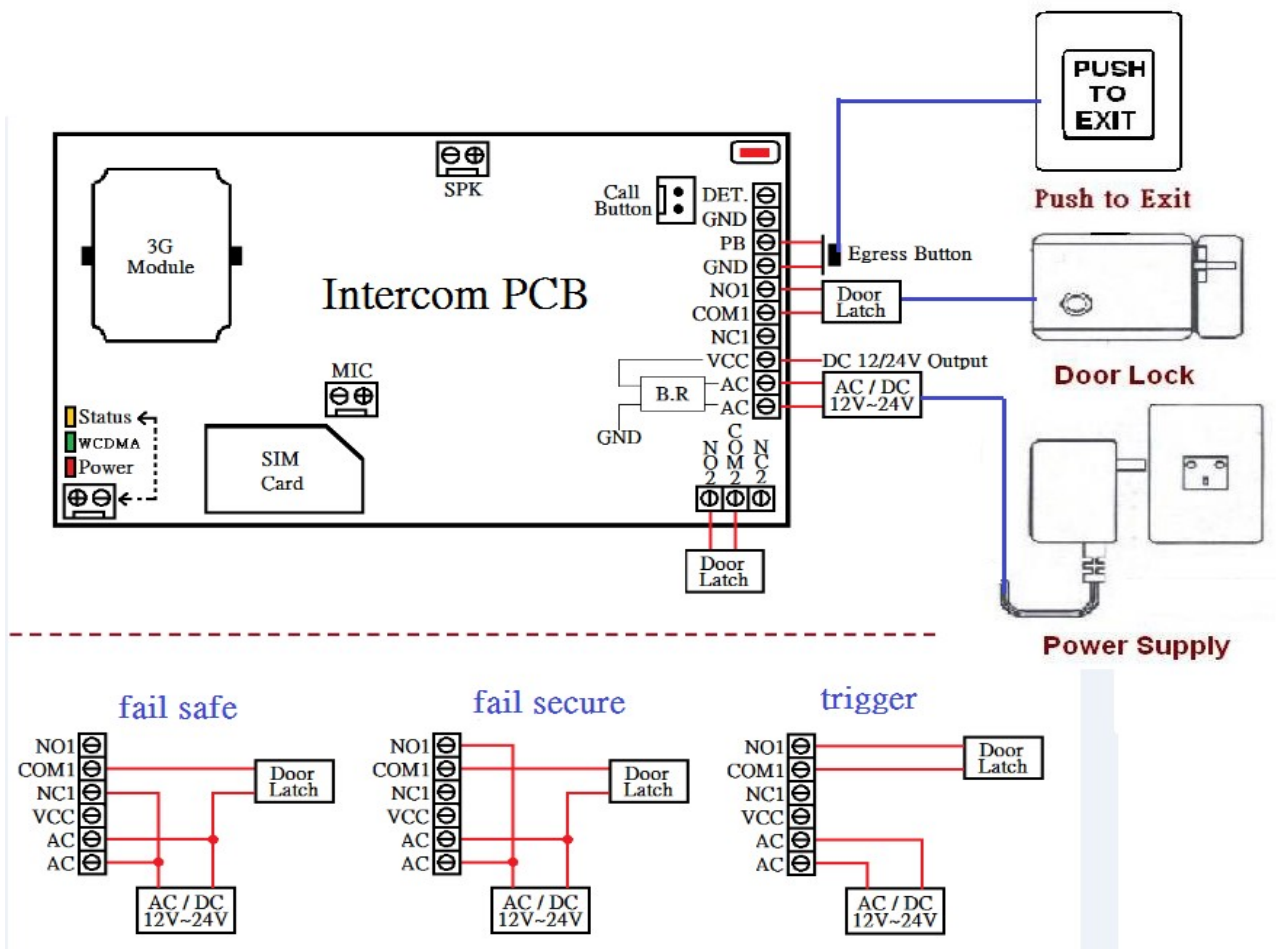 PUSH
TO
EXIT
Push to Exit
SPK
Call
Button
DET.
GND
PB
GND
NO1
COM1
NC1
VCC
AC
AC
3G
Module
Intercom PCB
Egress Button
Door
Latch
DC 12/24V Output
AC / DC
12V~24V
Door Lock
B.R
GND
MIC
Status
WCDMA
Power
SIM
Card
NO2
COM2
NC2
Door
Latch
Power Supply
fail safe
NO1
COM1
NC1
VCC
AC
AC
Door
Latch
AC / DC
12V~24V
fail secure
NO1
COM1
NC1
VCC
AC
AC
Door
Latch
AC / DC
12V~24V
trigger
NO1
COM1
NC1
VCC
AC
AC
Door
Latch
AC / DC
12V~24V